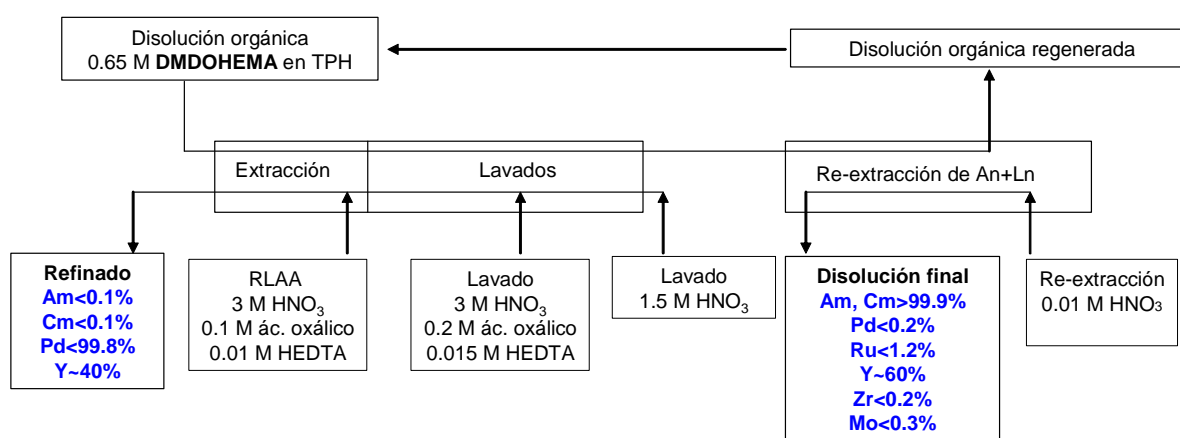 Disolución orgánica
0.65 M DMDOHEMA en TPH
Disolución orgánica regenerada
Extracción
Lavados
Re-extracción de An+Ln
Refinado
Am<0.1%
Cm<0.1%
Pd<99.8%
Y~40%
RLAA
3 M HNO3
0.1 M ác. oxálico
0.01 M HEDTA
Lavado
3 M HNO3
0.2 M ác. oxálico
0.015 M HEDTA
Lavado
1.5 M HNO3
Disolución final
Am, Cm>99.9%
Pd<0.2%
Ru<1.2%
Y~60%
Zr<0.2%
Mo<0.3%
Re-extracción
0.01 M HNO3